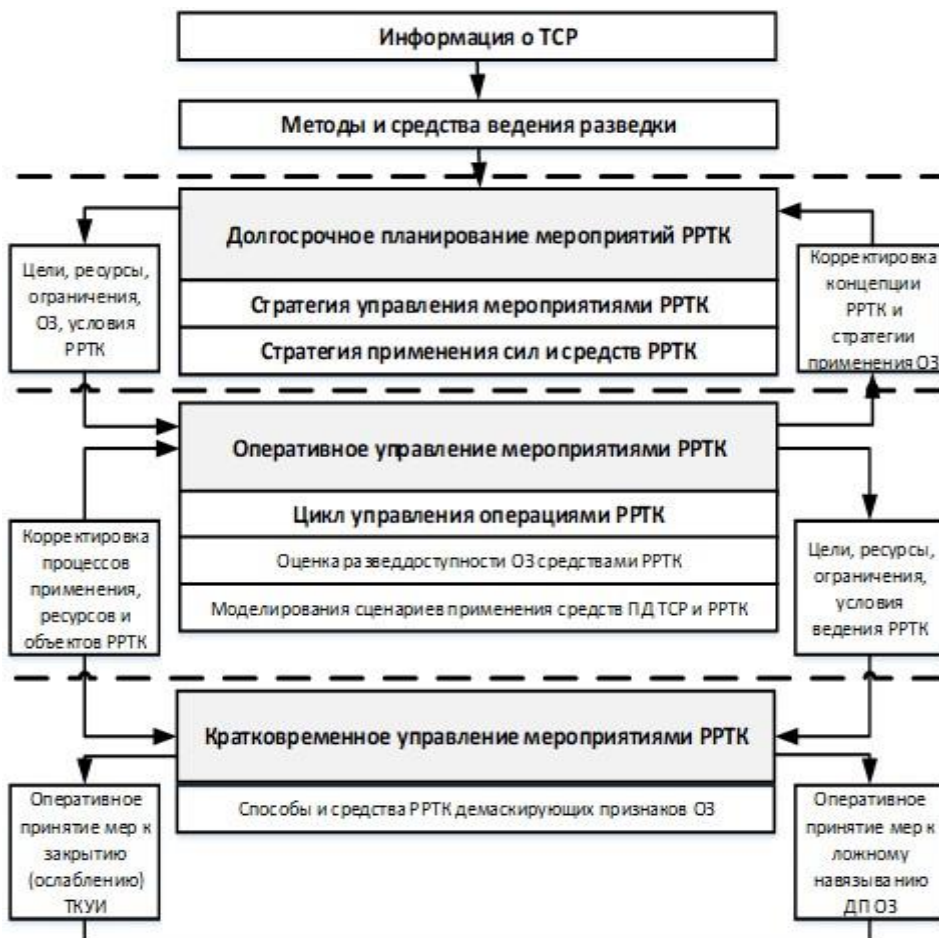 Информация о ТСР
Методы и средства ведения разведки
Долгосрочное планирование мероприятий РРТК
Стратегия управления мероприятиями РРТК
Стратегия применения сил и средств РРТК
Цели, ресурсы,
ограничения,
ОЗ, условия
РРТК
Корректировка
концепции
РРТК и
стратегии
применения ОЗ
Оперативное управление мероприятиями РРТК
Цикл управления операциями РРТК
Оценка разведдоступности ОЗ средствами РРТК
Моделирования сценариев применения средств ПД ТСР и РРТК
Корректировка
процессов
применения,
ресурсов и
объектов РРТК
Цели, ресурсы,
ограничения,
условия
ведения РРТК
Кратковременное управление мероприятиями РРТК
Способы и средства РРТК демаскирующих признаков ОЗ
Оперативное
принятие мер к
закрытию
(ослаблению)
ТКУИ
Оперативное
принятие мер к
ложному
навязыванию
ДП ОЗ